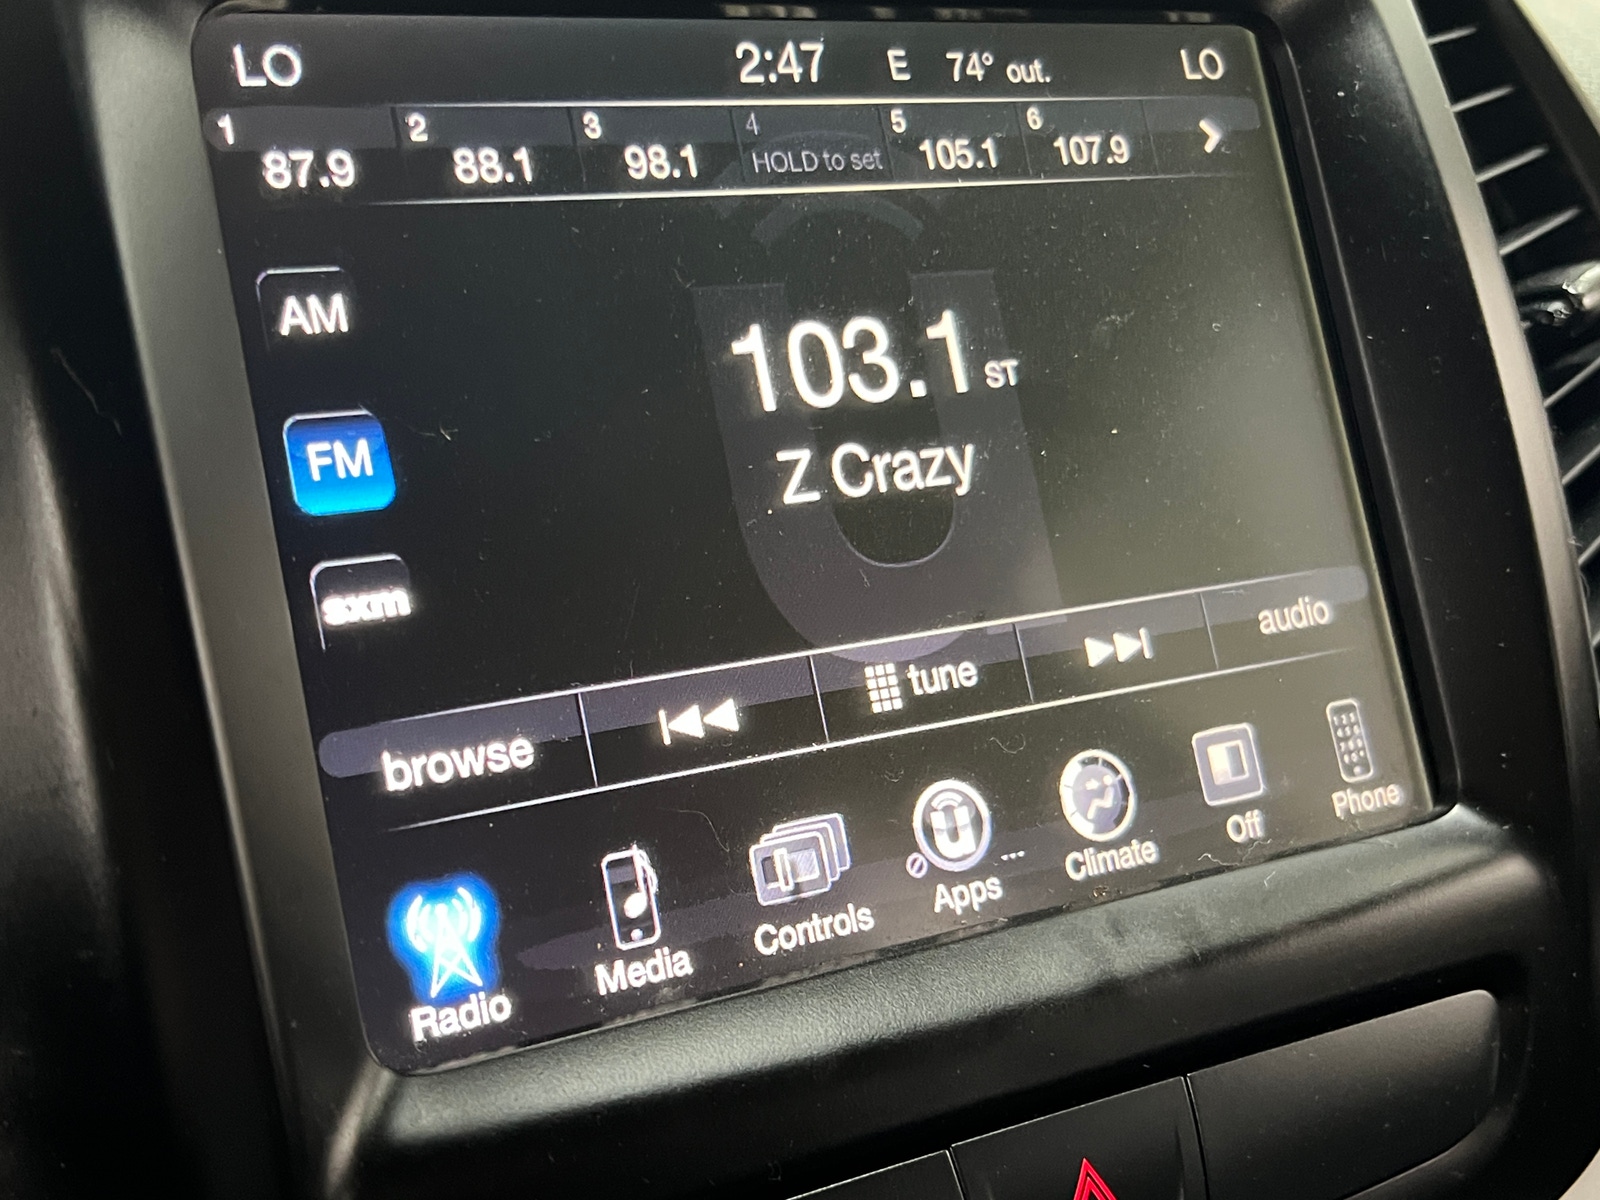 LO 2:47 E 74° out. LO
1 2 3 4 5 6
87.9 88.1 98.1 HOLD to set 105.1 107.9
AM
103.1 ST
FM
Z Crazy
sxm
browse tune audio
Radio Media Controls Apps ... Climate Off Phone